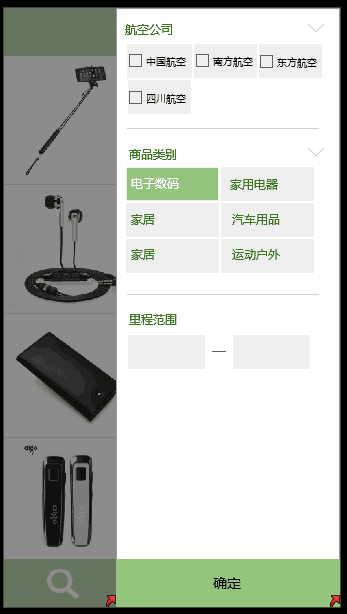 航空公司
中国航空 南方航空 东方航空
四川航空
商品类别
电子数码 家用电器
家居 汽车用品
家居 运动户外
里程范围
—
aigo
确定